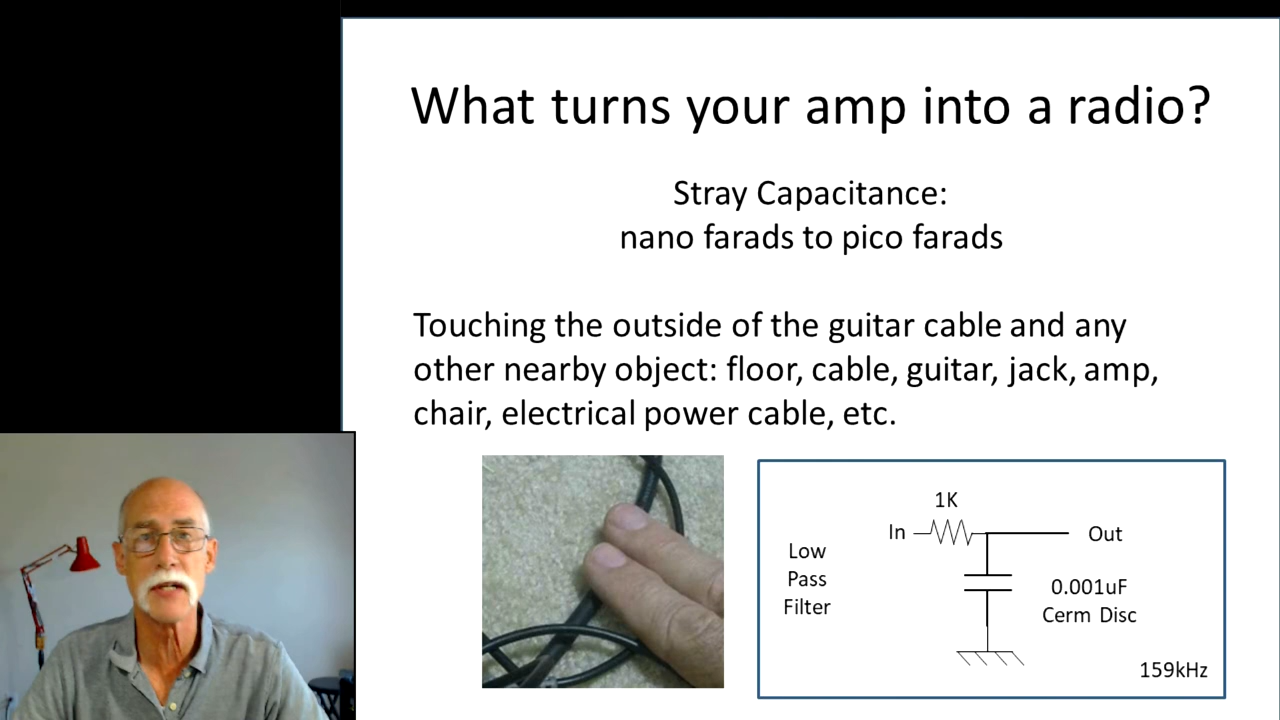 What turns your amp into a radio?
Stray Capacitance:
nano farads to pico farads
Touching the outside of the guitar cable and any
other nearby object: floor, cable, guitar, jack, amp,
chair, electrical power cable, etc.
1K
In
Out
Low
Pass
Filter
0.001uF
Cerm Disc
159kHz